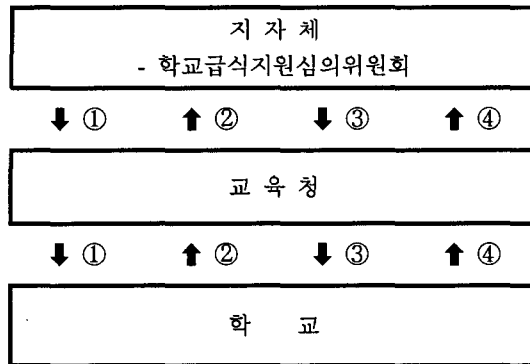 지 자 체
- 학교급식지원심의위원회
⬇ ① ⬆ ② ⬇ ③ ⬆ ④
교 육 청
⬇ ① ⬆ ② ⬇ ③ ⬆ ④
학 교